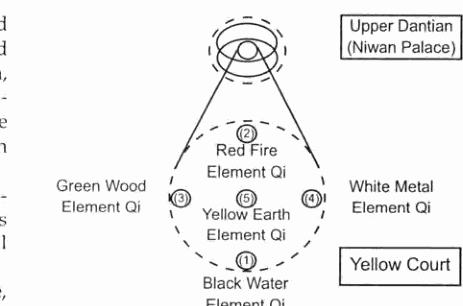 Upper Dantian
(Niwan Palace)
(2)
Red Fire
Element Qi
Green Wood
Element Qi
(3)
(5)
(4)
White Metal
Element Qi
Yellow Earth
Element Qi
(1)
Yellow Court
Black Water
Element Qi